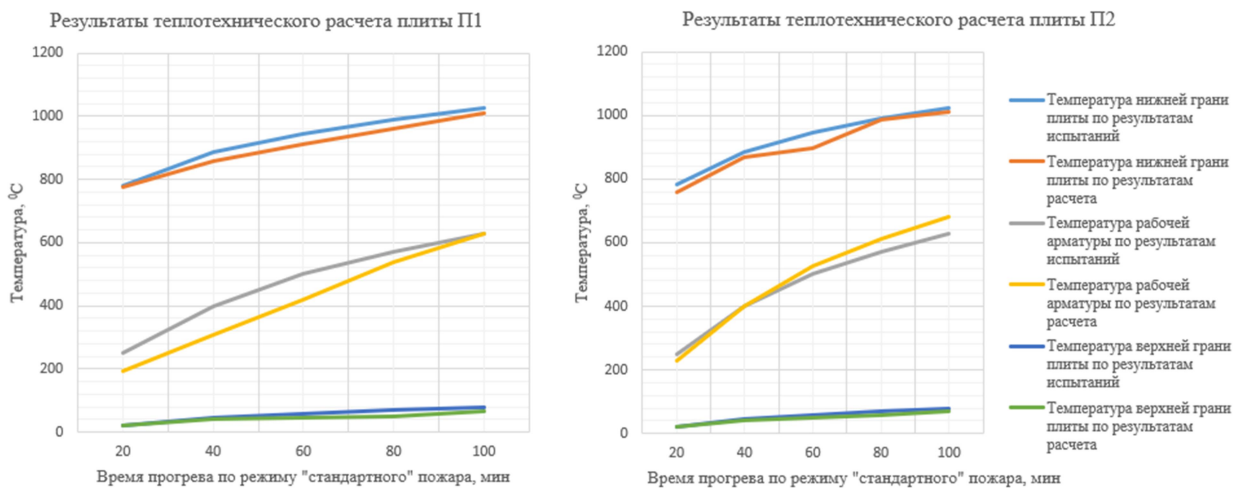 Результаты теплотехнического расчета плиты П1
1200
1000
800
600
400
200
0
Температура, ⁰С
20 40 60 80 100
Время прогрева по режиму "стандартного" пожара, мин
Результаты теплотехнического расчета плиты П2
1200
1000
800
600
400
200
0
Температура, ⁰С
20 40 60 80 100
Время прогрева по режиму "стандартного" пожара, мин
Температура нижней грани
плиты по результатам
испытаний
Температура нижней грани
плиты по результатам
расчета
Температура рабочей
арматуры по результатам
испытаний
Температура рабочей
арматуры по результатам
расчета
Температура верхней грани
плиты по результатам
испытаний
Температура верхней грани
плиты по результатам
расчета